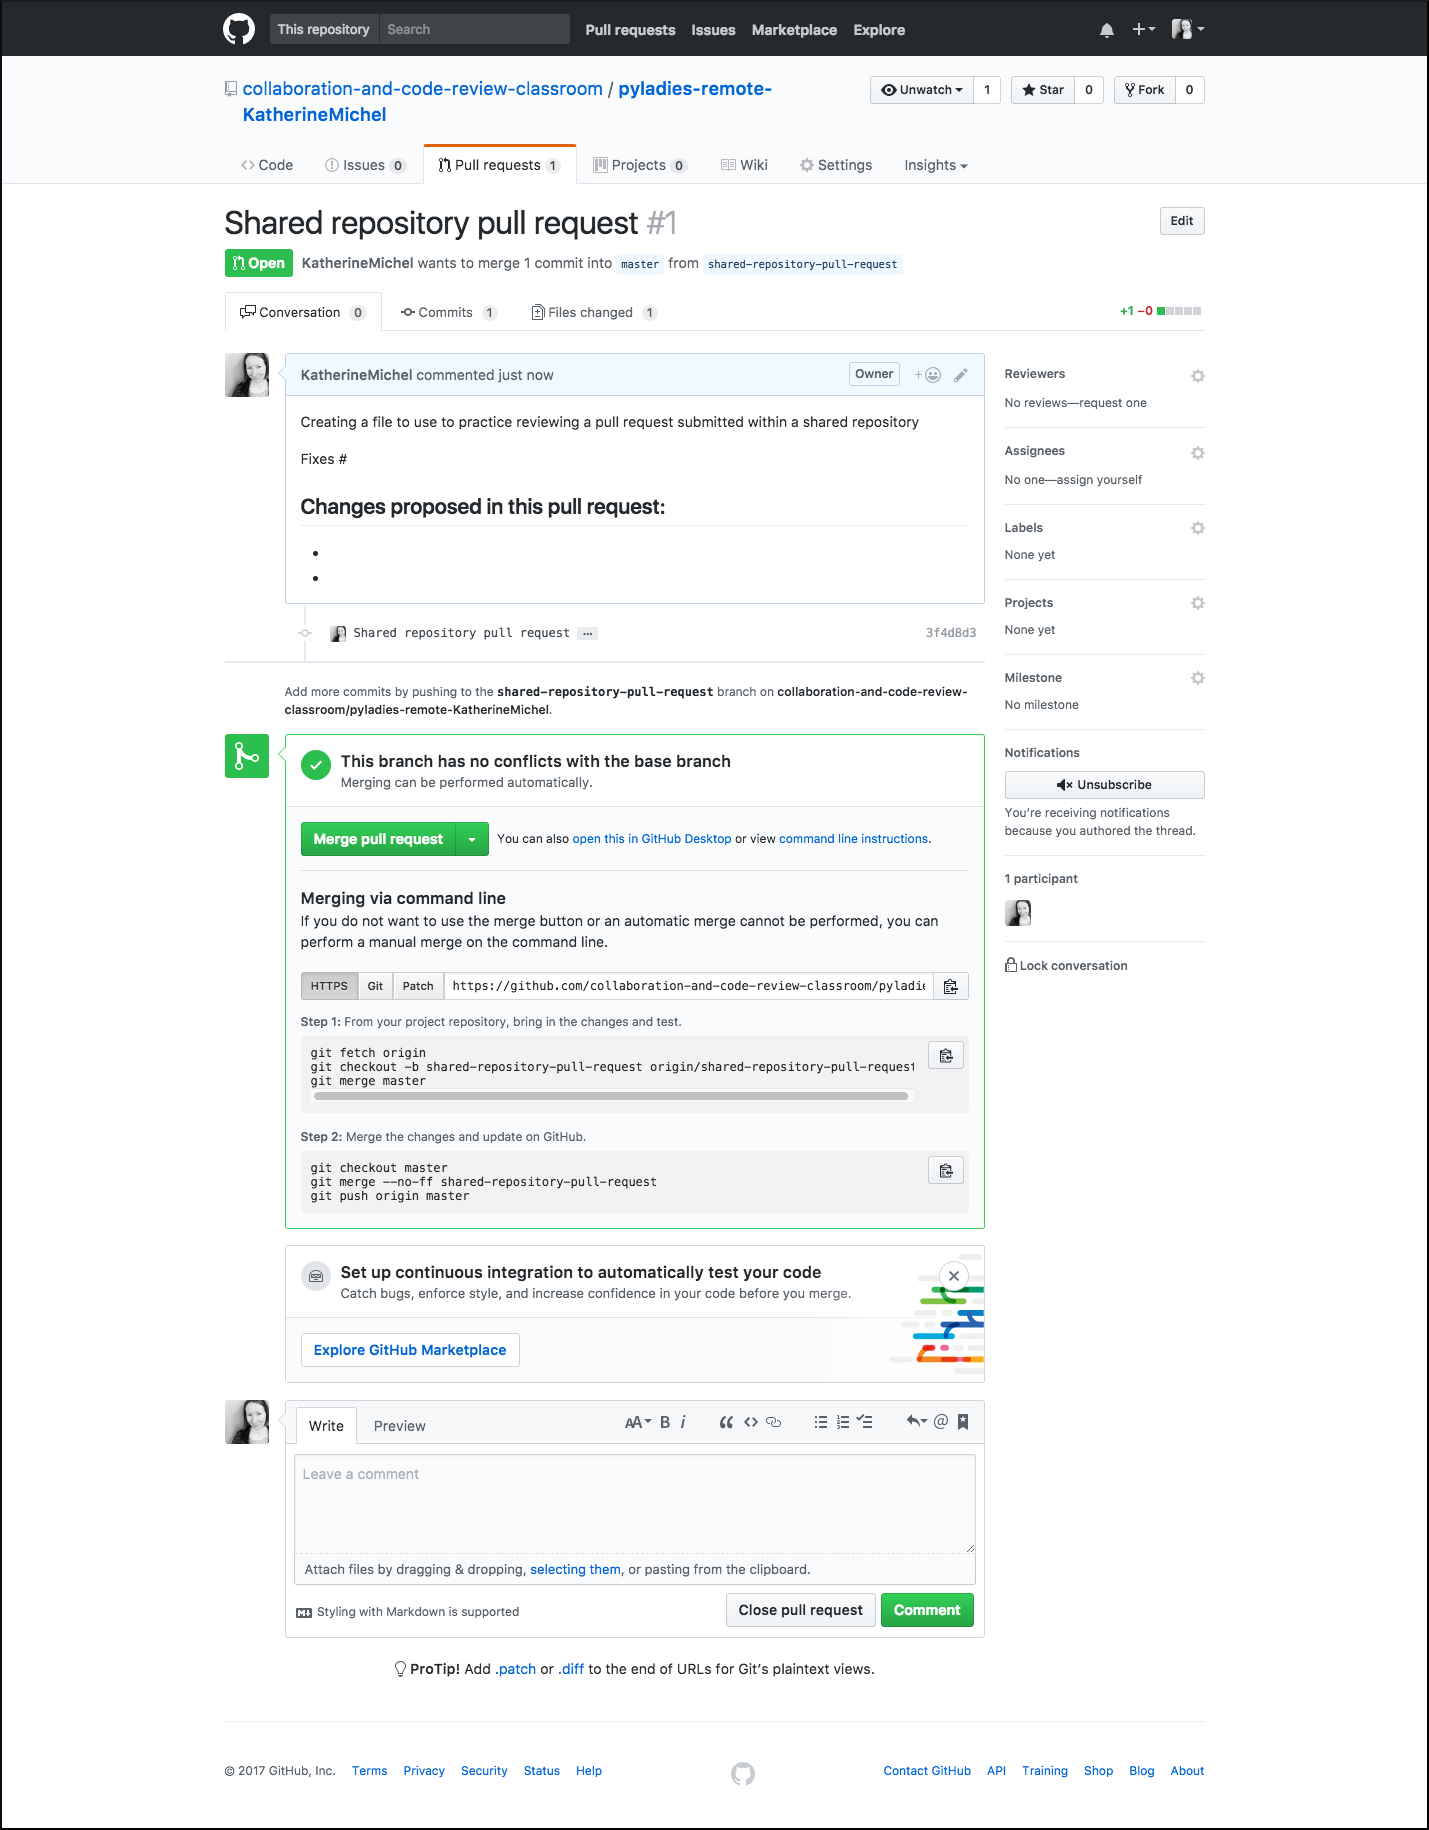 This repository Search Pull requests Issues Marketplace Explore
collaboration-and-code-review-classroom / pyladies-remote-
KatherineMichel
Unwatch 1 Star 0 Fork 0
Code Issues 0 Pull requests 1 Projects 0 Wiki Settings Insights
Shared repository pull request #1
Edit
Open KatherineMichel wants to merge 1 commit into master from shared-repository-pull-request
Conversation 0 Commits 1 Files changed 1 +1 −0
KatherineMichel commented just now Owner
Creating a file to use to practice reviewing a pull request submitted within a shared repository
Fixes #
Changes proposed in this pull request:
Shared repository pull request … 3f4d8d3
Add more commits by pushing to the shared-repository-pull-request branch on collaboration-and-code-review-
classroom/pyladies-remote-KatherineMichel.
This branch has no conflicts with the base branch
Merging can be performed automatically.
Merge pull request You can also open this in GitHub Desktop or view command line instructions.
Merging via command line
If you do not want to use the merge button or an automatic merge cannot be performed, you can
perform a manual merge on the command line.
HTTPS Git Patch https://github.com/collaboration-and-code-review-classroom/pyladie
Step 1: From your project repository, bring in the changes and test.
git fetch origin
git checkout -b shared-repository-pull-request origin/shared-repository-pull-request
git merge master
Step 2: Merge the changes and update on GitHub.
git checkout master
git merge --no-ff shared-repository-pull-request
git push origin master
Set up continuous integration to automatically test your code
Catch bugs, enforce style, and increase confidence in your code before you merge.
Explore GitHub Marketplace
Write Preview AA B i
Leave a comment
Attach files by dragging & dropping, selecting them, or pasting from the clipboard.
Styling with Markdown is supported
Close pull request Comment
ProTip! Add .patch or .diff to the end of URLs for Git's plaintext views.
Reviewers
No reviews—request one
Assignees
No one—assign yourself
Labels
None yet
Projects
None yet
Milestone
No milestone
Notifications
Unsubscribe
You're receiving notifications
because you authored the thread.
1 participant
Lock conversation
© 2017 GitHub, Inc. Terms Privacy Security Status Help Contact GitHub API Training Shop Blog About